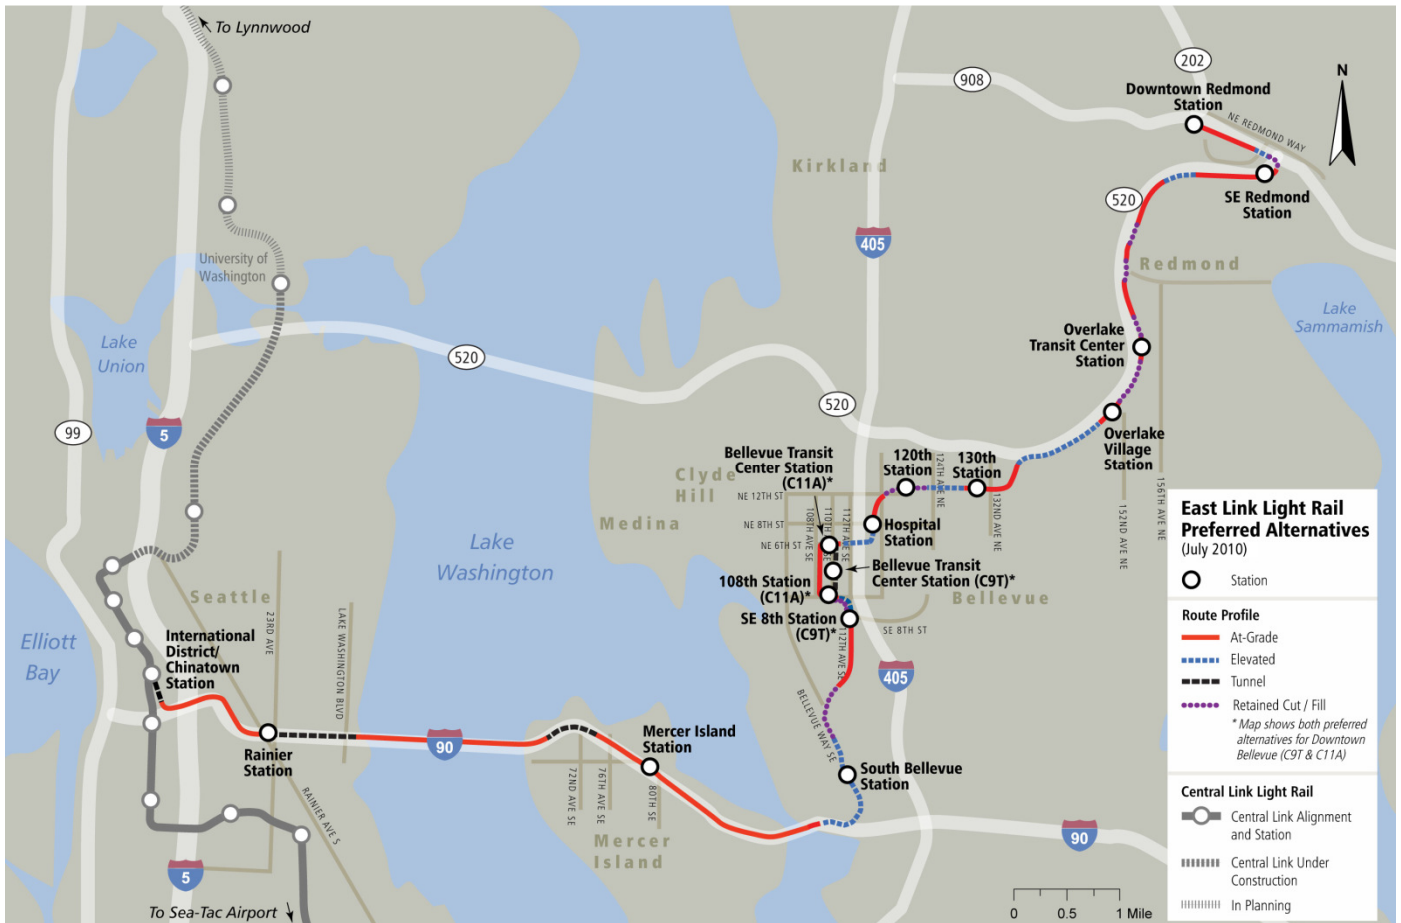 To Lynnwood
202
908
Downtown Redmond
Station
N
NE REDMOND WAY
Kirkland
SE Redmond
Station
520
405
University of
Washington
Redmond
Lake
Sammamish
Lake
Union
Overlake
Transit Center
Station
520
99
5
520
Overlake
Village
Station
Bellevue Transit
Center Station
(C11A)*
120th
Station
130th
Station
124TH AVE NE
132ND AVE NE
152ND AVE NE
156TH AVE NE
Clyde
Hill
NE 12TH ST
Medina
NE 8TH ST
NE 6TH ST
108TH AVE SE
112TH AVE SE
Hospital
Station
Lake
Washington
Bellevue Transit
Center Station (C9T)*
108th Station
(C11A)*
Bellevue
SE 8th Station
(C9T)*
SE 8TH ST
112TH AVE SE
405
BELLEVUE WAY SE
Seattle
23RD AVE
LAKE WASHINGTON BLVD
Elliott
Bay
International
District/
Chinatown
Station
Rainier
Station
90
Mercer Island
Station
South Bellevue
Station
72ND AVE SE
76TH AVE SE
80TH SE
RAINIER AVE S
Mercer
Island
90
5
To Sea-Tac Airport
0 0.5 1 Mile
East Link Light Rail
Preferred Alternatives
(July 2010)
Station
Route Profile
At-Grade
Elevated
Tunnel
Retained Cut / Fill
* Map shows both preferred
alternatives for Downtown
Bellevue (C9T & C11A)
Central Link Light Rail
Central Link Alignment
and Station
Central Link Under
Construction
In Planning